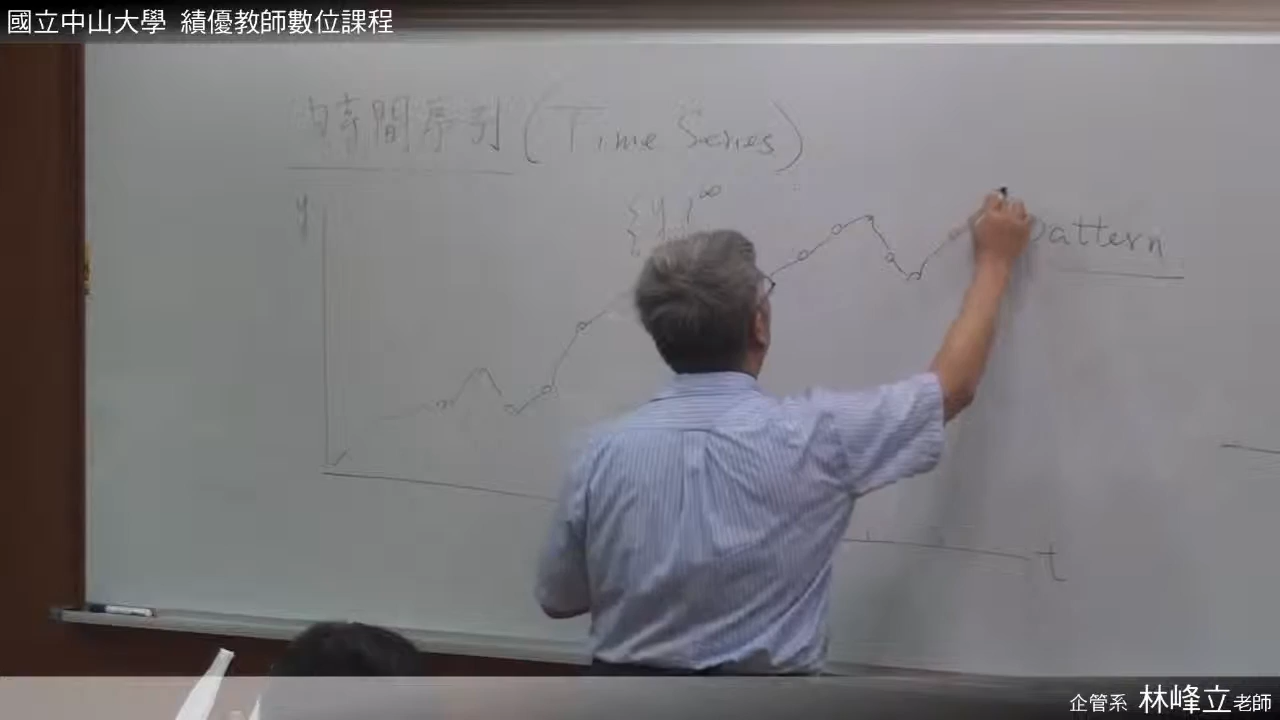 國立中山大學 績優教師數位課程
時間序列(Time Series)
y
pattern
t
企管系 林峰立老師